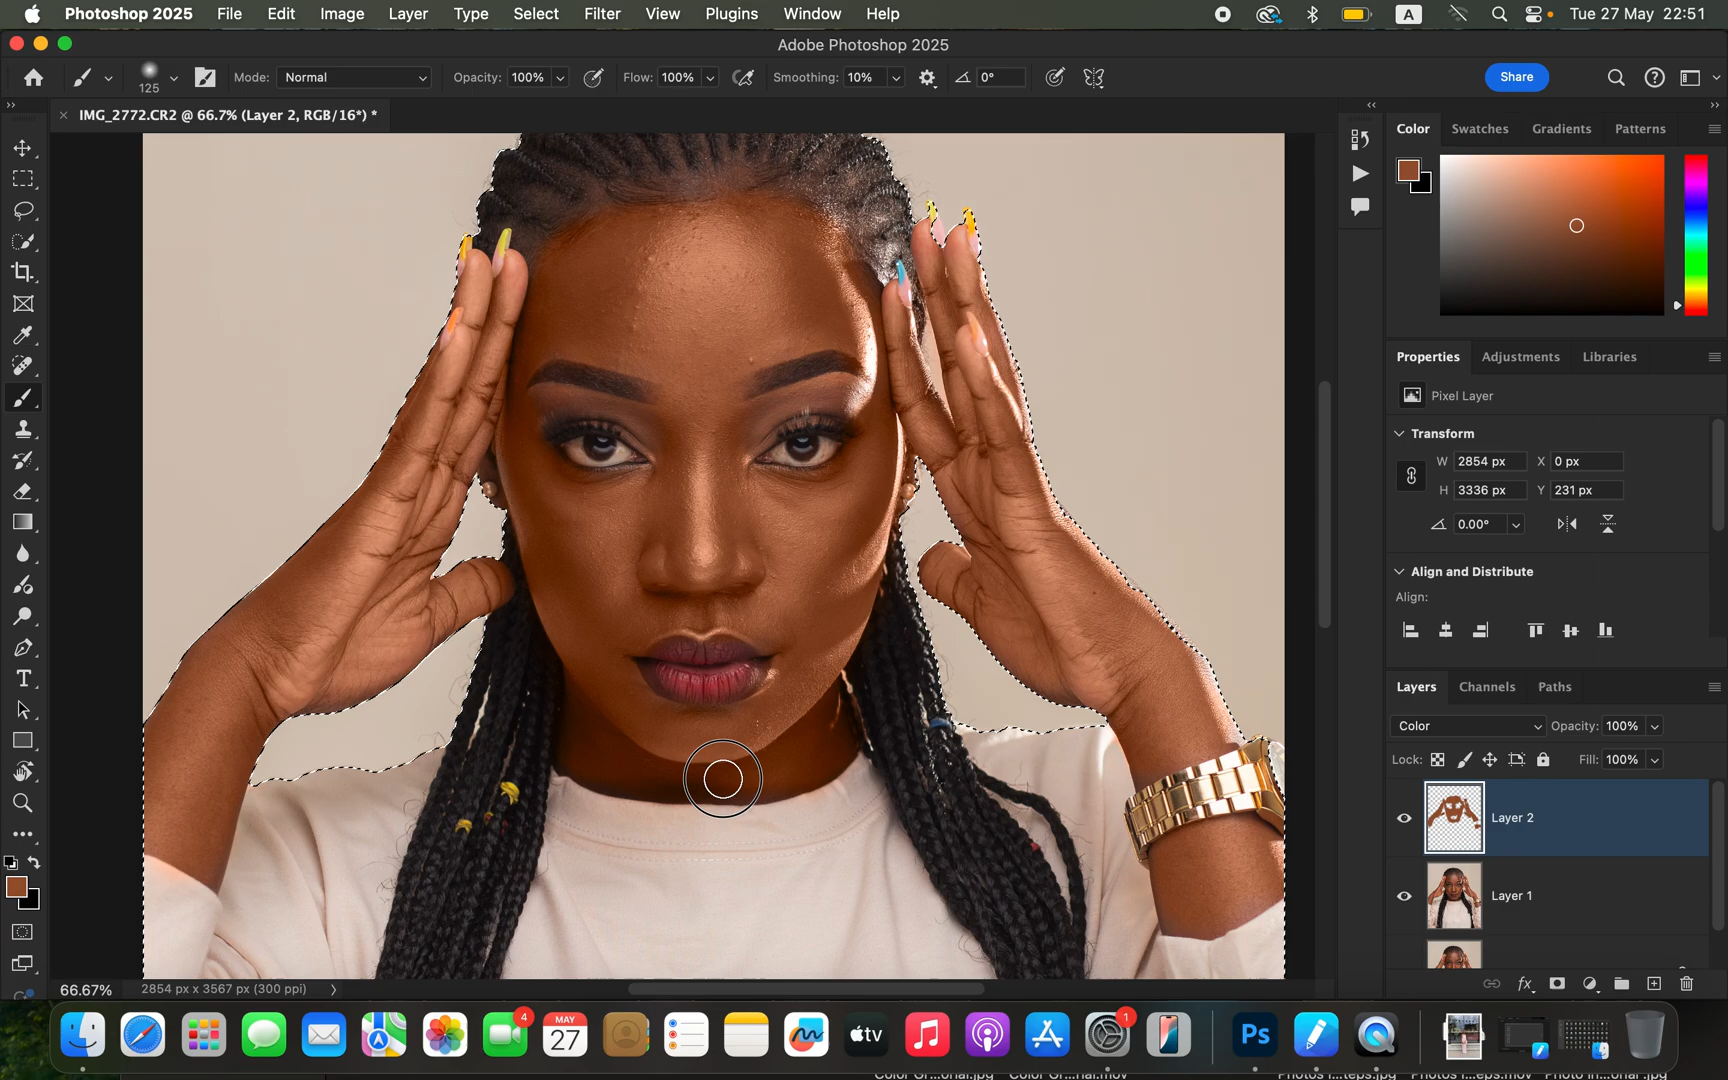 Photoshop 2025 File Edit Image Layer Type Select Filter View Plugins Window Help A Tue 27 May 22:51
Adobe Photoshop 2025
125 Mode: Normal Opacity: 100% Flow: 100% Smoothing: 10% 0° Share
IMG_2772.CR2 @ 66.7% (Layer 2, RGB/16*) *
Color Swatches Gradients Patterns
Properties Adjustments Libraries
Pixel Layer
Transform
W 2854 px X 0 px
H 3336 px Y 231 px
0.00°
Align and Distribute
Align:
Layers Channels Paths
Color Opacity: 100%
Lock: Fill: 100%
Layer 2
Layer 1
66.67% 2854 px x 3567 px (300 ppi)
4
MAY
27
tv
1
Ps